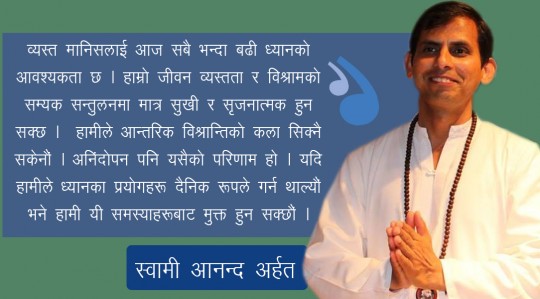 व्यस्त मानिसलाई आज सबै भन्दा बढी ध्यानको
आवश्यकता छ । हाम्रो जीवन व्यस्तता र विश्रामको
सम्यक सन्तुलनमा मात्र सुखी र सृजनात्मक हुन
सक्छ । हामीले आन्तरिक विश्रान्तिको कला सिक्नै
सकेनौं । अनिंदोपन पनि यसैको परिणाम हो । यदि
हामीले ध्यानका प्रयोगहरू दैनिक रूपले गर्न थाल्यौ
भने हामी यी समस्याहरूबाट मुक्त हुन सक्छौं ।
स्वामी आनन्द अर्हत